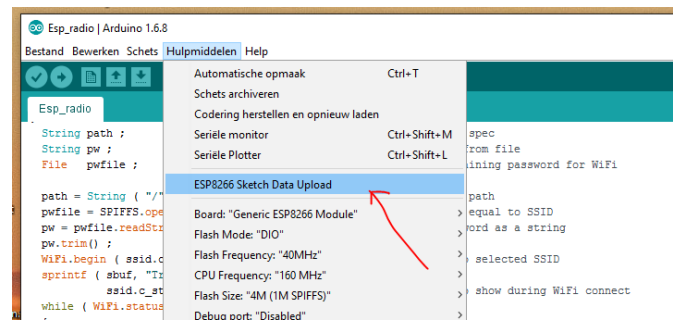 Esp_radio | Arduino 1.6.8
Bestand Bewerken Schets Hulpmiddelen Help
Automatische opmaak Ctrl+T
Schets archiveren
Codering herstellen en opnieuw laden
Seriële monitor Ctrl+Shift+M
Seriële Plotter Ctrl+Shift+L
ESP8266 Sketch Data Upload
Board: "Generic ESP8266 Module"
Flash Mode: "DIO"
Flash Frequency: "40MHz"
CPU Frequency: "160 MHz"
Flash Size: "4M (1M SPIFFS)"
Debug port: "Disabled"
Esp_radio
String path ; spec
String pw ; from file
File pwfile ; ining password for WiFi
path = String ( "/" path
pwfile = SPIFFS.ope equal to SSID
pw = pwfile.readStr ord as a string
pw.trim() ;
WiFi.begin ( ssid.c selected SSID
sprintf ( sbuf, "Tr
ssid.c_st show during WiFi connect
while ( WiFi.status